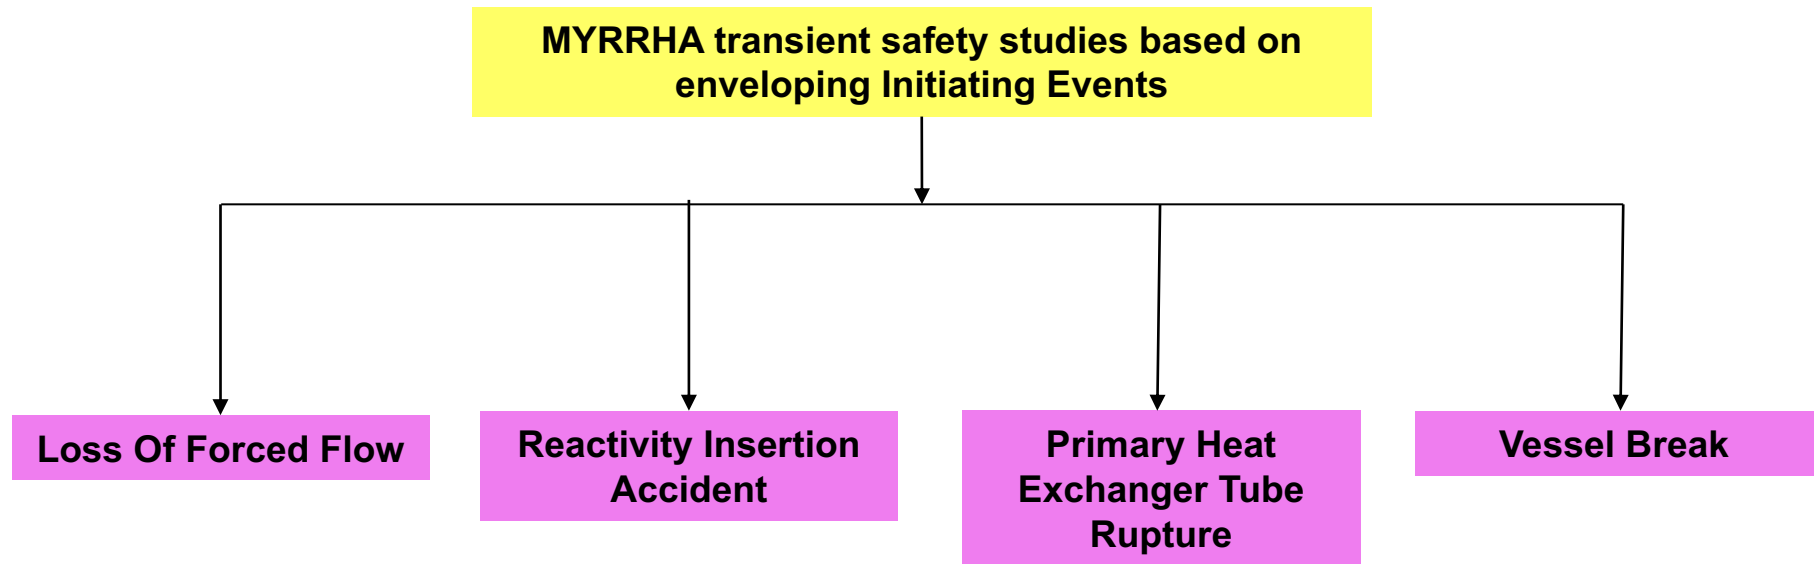 MYRRHA transient safety studies based on
enveloping Initiating Events
Loss Of Forced Flow
Reactivity Insertion
Accident
Primary Heat
Exchanger Tube
Rupture
Vessel Break